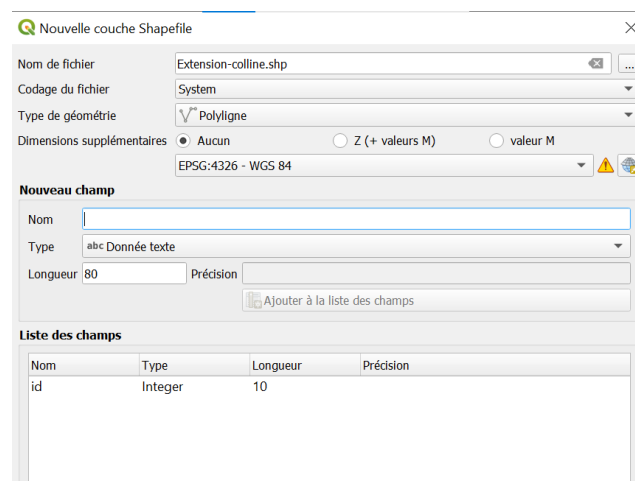 Nouvelle couche Shapefile
Nom de fichier Extension-colline.shp ...
Codage du fichier System
Type de géométrie Polyligne
Dimensions supplémentaires Aucun Z (+ valeurs M) valeur M
EPSG:4326 - WGS 84
Nouveau champ
Nom
Type abc Donnée texte
Longueur 80 Précision
Ajouter à la liste des champs
Liste des champs
Nom Type Longueur Précision
id Integer 10